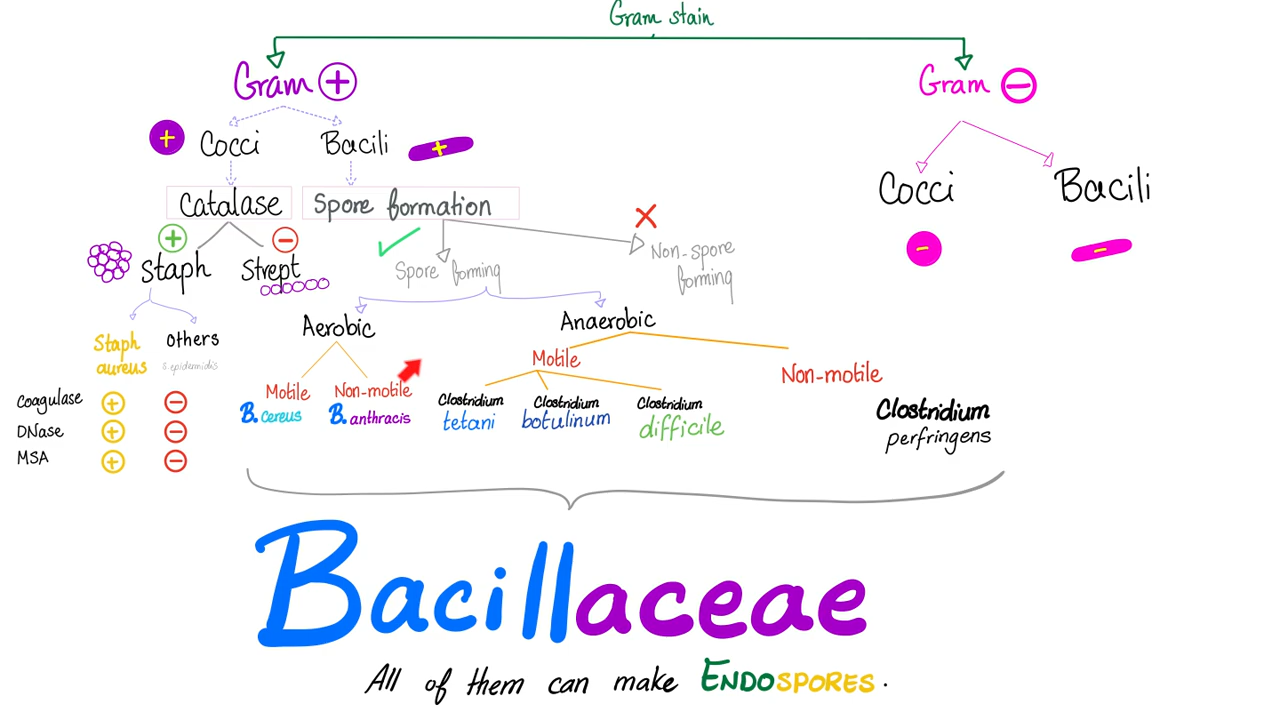 Gram stain
Gram +
Gram −
+ Cocci
Bacili +
Cocci
Bacili
−
−
Catalase
Spore formation
+
−
Staph
Strept
Spore forming
Non-spore
forming
Aerobic
Anaerobic
Staph
aureus
Others
S.epidermidis
Motile
Non-motile
Motile
Non-motile
B. Cereus
B. anthracis
Clostridium
tetani
Clostridium
botulinum
Clostridium
difficile
Clostridium
perfringens
Coagulase + −
DNase + −
MSA + −
Bacillaceae
All of them can make ENDOSPORES.